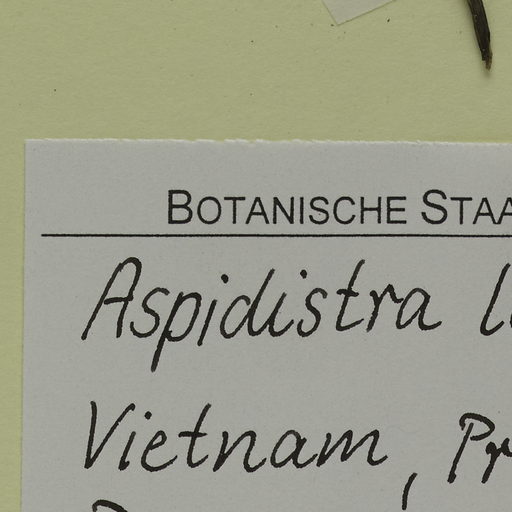 BOTANISCHE STAA
Aspidistra
Vietnam, Pr